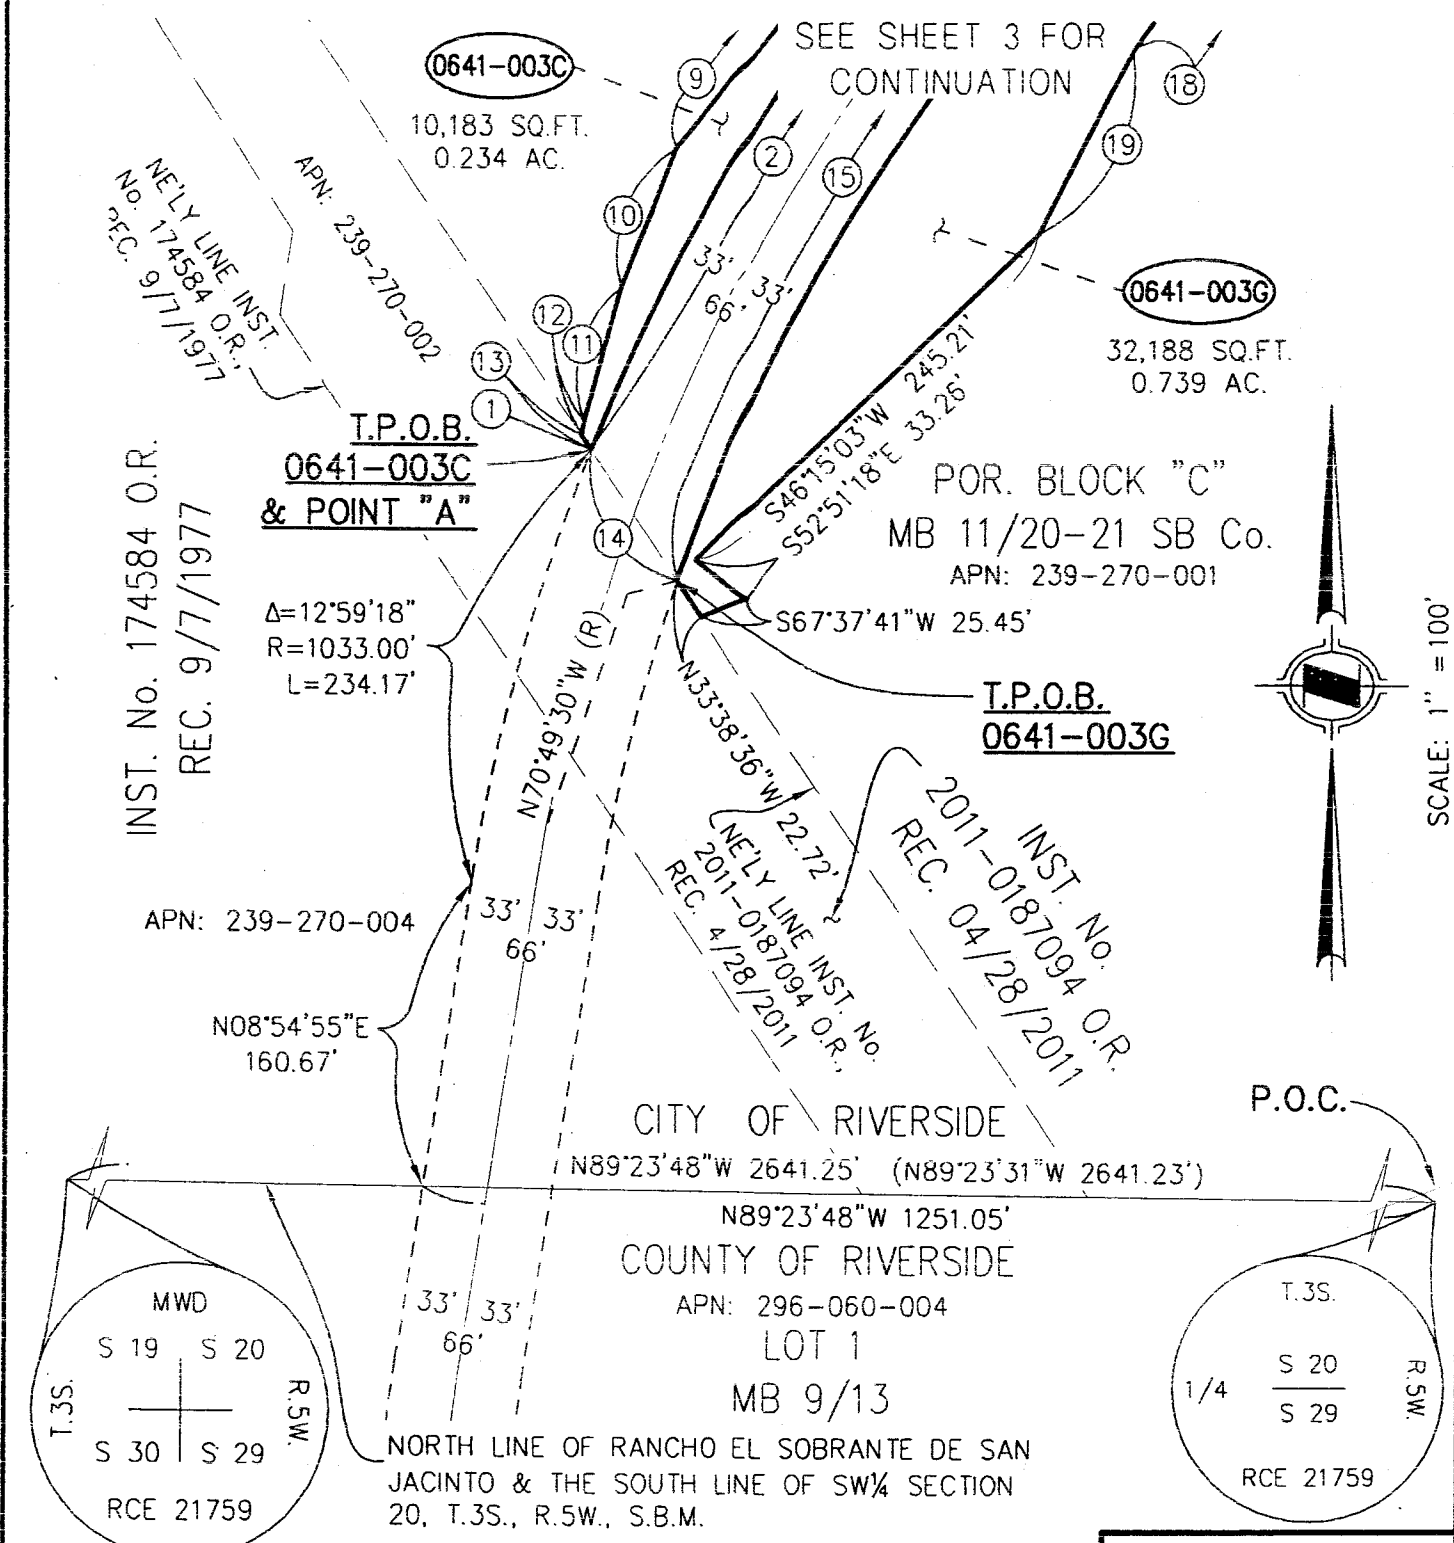 SEE SHEET 3 FOR
CONTINUATION
0641-003C
10,183 SQ.FT.
0.234 AC.
9
18
2
19
15
10
NE'LY LINE INST.
No. 174584 O.R.,
REC. 9/7/1977
APN: 239-270-002
33'
33'
66'
0641-003G
32,188 SQ.FT.
0.739 AC.
12
11
13
1
T.P.O.B.
0641-003C
& POINT "A"
S46°15'03"W 245.21'
S52°51'18"E 33.26'
POR. BLOCK "C"
MB 11/20-21 SB Co.
APN: 239-270-001
14
INST. No. 174584 O.R.
REC. 9/7/1977
Δ=12°59'18"
R=1033.00'
L=234.17'
S67°37'41"W 25.45'
N70°49'30"W (R)
N33°38'36"W 22.72'
T.P.O.B.
0641-003G
SCALE: 1" = 100'
NE'LY LINE INST. No.
2011-0187094 O.R.,
REC. 4/28/2011
INST. No.
2011-0187094 O.R.
REC. 04/28/2011
APN: 239-270-004
33' 33'
66'
N08°54'55"E
160.67'
P.O.C.
CITY OF RIVERSIDE
N89°23'48"W 2641.25' (N89°23'31"W 2641.23')
N89°23'48"W 1251.05'
COUNTY OF RIVERSIDE
APN: 296-060-004
LOT 1
MB 9/13
33' 33'
66'
MWD
S 19 S 20
T.3S. R.5W.
S 30 S 29
RCE 21759
T.3S.
S 20
1/4
S 29
R.5W.
RCE 21759
NORTH LINE OF RANCHO EL SOBRANTE DE SAN
JACINTO & THE SOUTH LINE OF SW¼ SECTION
20, T.3S., R.5W., S.B.M.